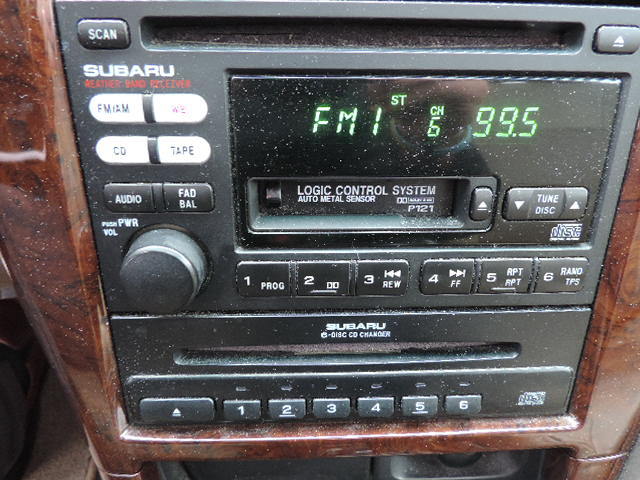 SCAN
SUBARU
WEATHER BAND RECEIVER
FM/AM WB
CD TAPE
AUDIO FAD BAL
PUSH PWR
VOL
FM1 ST CH 6 99.5
LOGIC CONTROL SYSTEM
AUTO METAL SENSOR
P121
TUNE
DISC
disc
1 PROG 2 3 REW 4 FF 5 RPT RPT 6 RAND TPS
SUBARU
6-DISC CD CHANGER
1 2 3 4 5 6
disc